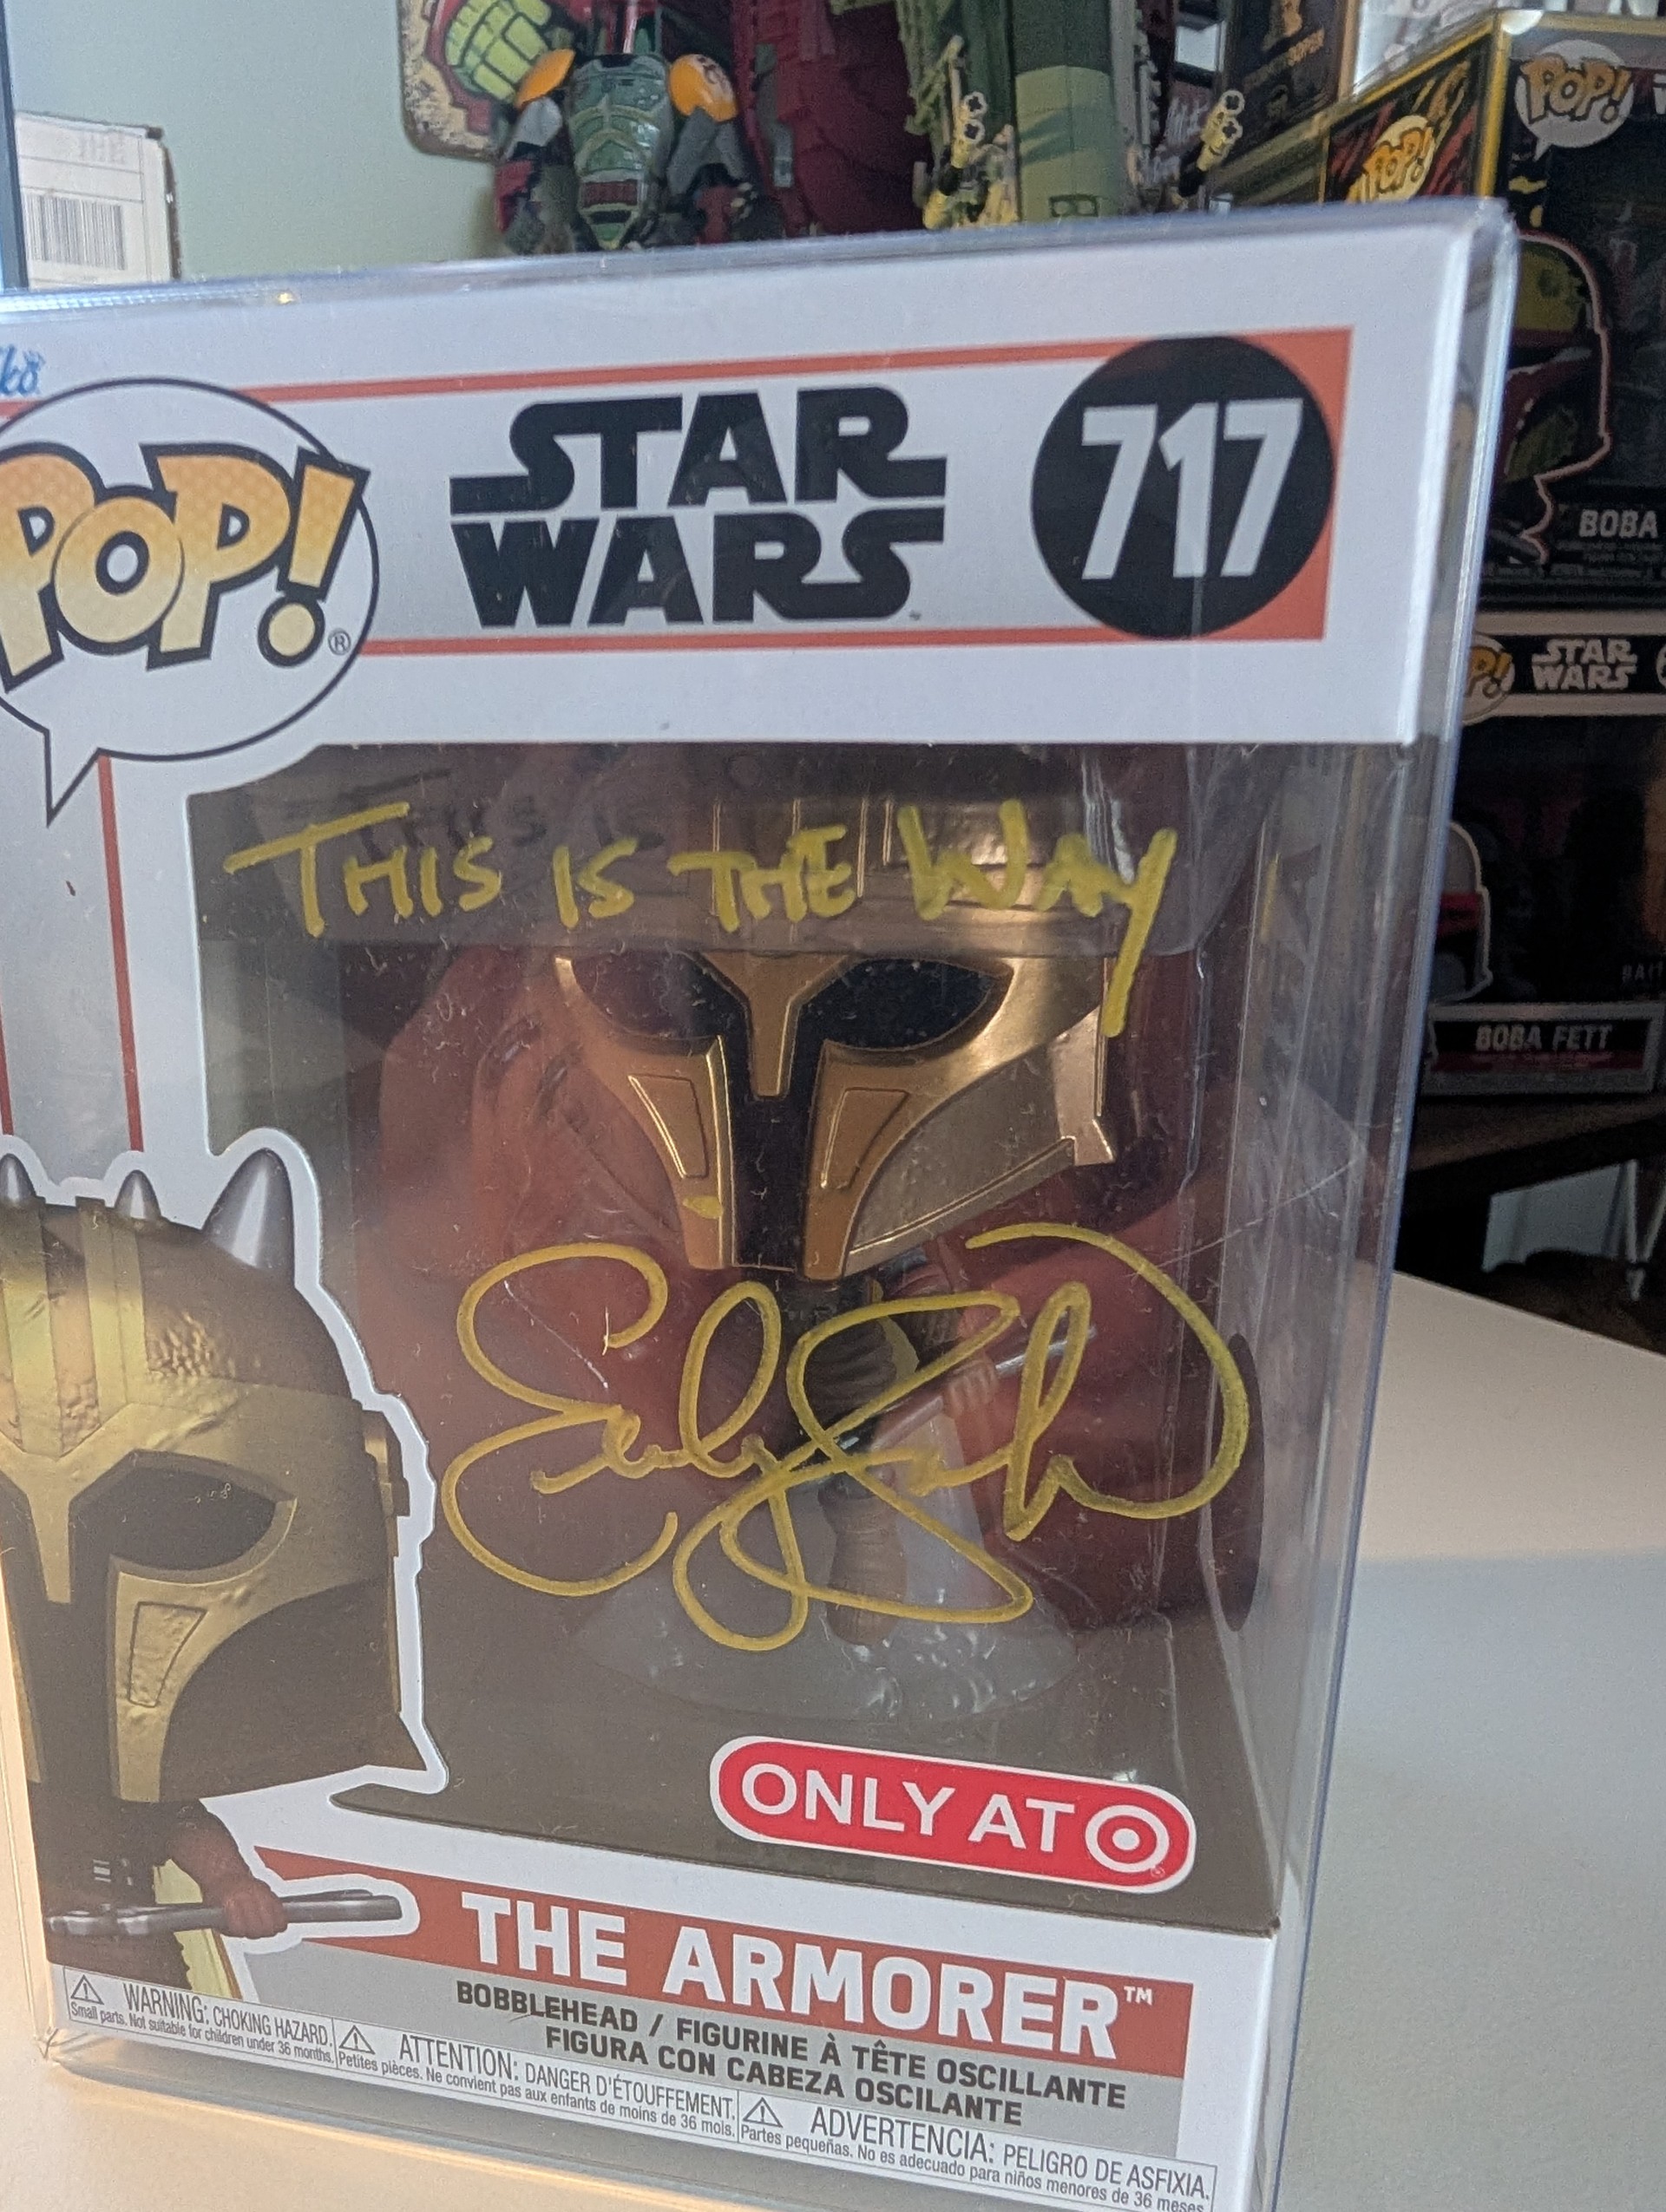 POP!
POP!
POP!®
STAR
WARS
717
BOBA
STAR
WARS
BOBA FETT
THIS IS THE WAY
ONLY AT
THE ARMORER™
BOBBLEHEAD / FIGURINE À TÊTE OSCILLANTE
FIGURA CON CABEZA OSCILANTE
WARNING: CHOKING HAZARD.
Small parts. Not suitable for children under 36 months.
ATTENTION: DANGER D'ÉTOUFFEMENT.
Petites pièces. Ne convient pas aux enfants de moins de 36 mois.
ADVERTENCIA: PELIGRO DE ASFIXIA.
Partes pequeñas. No es adecuado para niños menores de 36 meses.